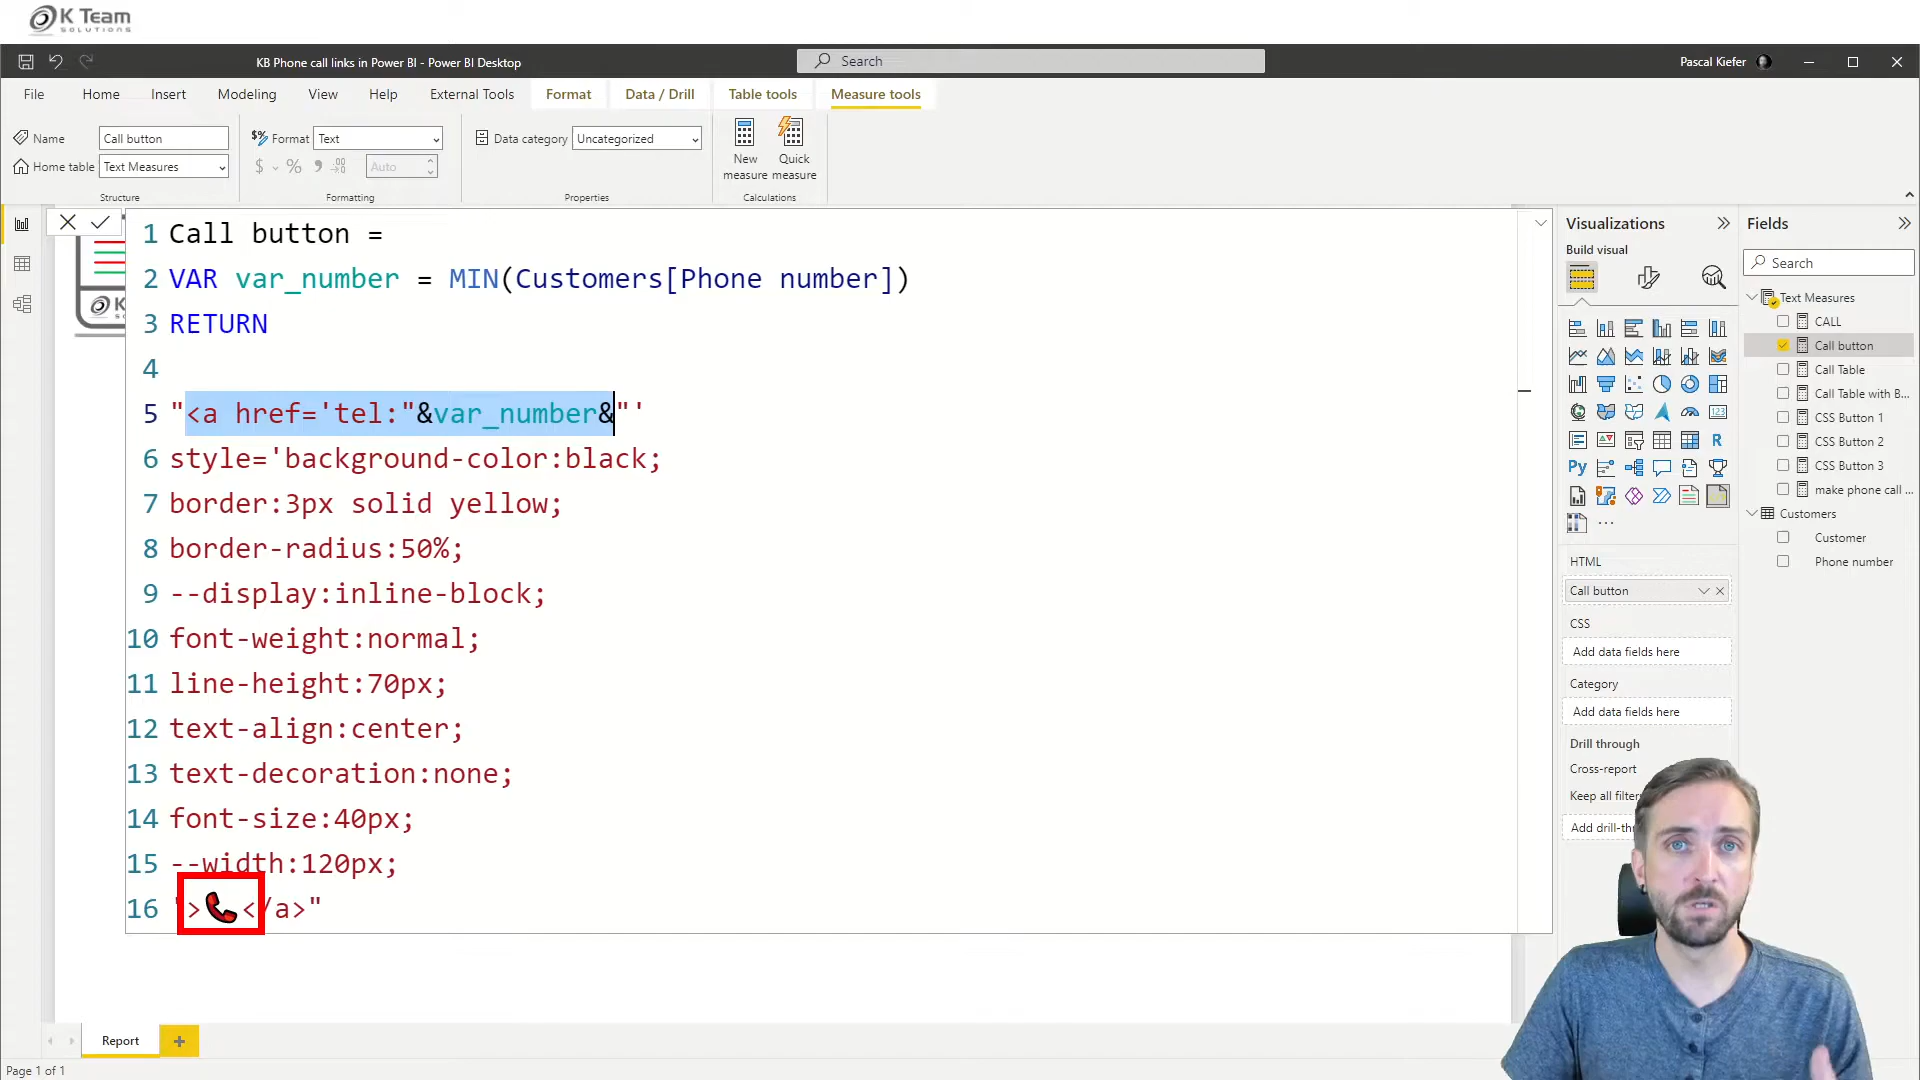 K Team
SOLUTIONS
KB Phone call links in Power BI - Power BI Desktop
Search
Pascal Kiefer
File
Home
Insert
Modeling
View
Help
External Tools
Format
Data / Drill
Table tools
Measure tools
Name
Call button
Home table
Text Measures
Structure
Format
Text
$
%
Auto
Formatting
Data category
Uncategorized
Properties
New
measure
Quick
measure
Calculations
1 Call button =
2 VAR var_number = MIN(Customers[Phone number])
3 RETURN
4
5 "<a href='tel:"&var_number&"'
6 style='background-color:black;
7 border:3px solid yellow;
8 border-radius:50%;
9 --display:inline-block;
10 font-weight:normal;
11 line-height:70px;
12 text-align:center;
13 text-decoration:none;
14 font-size:40px;
15 --width:120px;
16 '>📞</a>"
Visualizations
Build visual
HTML
Call button
CSS
Add data fields here
Category
Add data fields here
Drill through
Cross-report
Keep all filter
Add drill-th
Fields
Search
Text Measures
CALL
Call button
Call Table
Call Table with B...
CSS Button 1
CSS Button 2
CSS Button 3
make phone call ...
Customers
Customer
Phone number
Report
Page 1 of 1